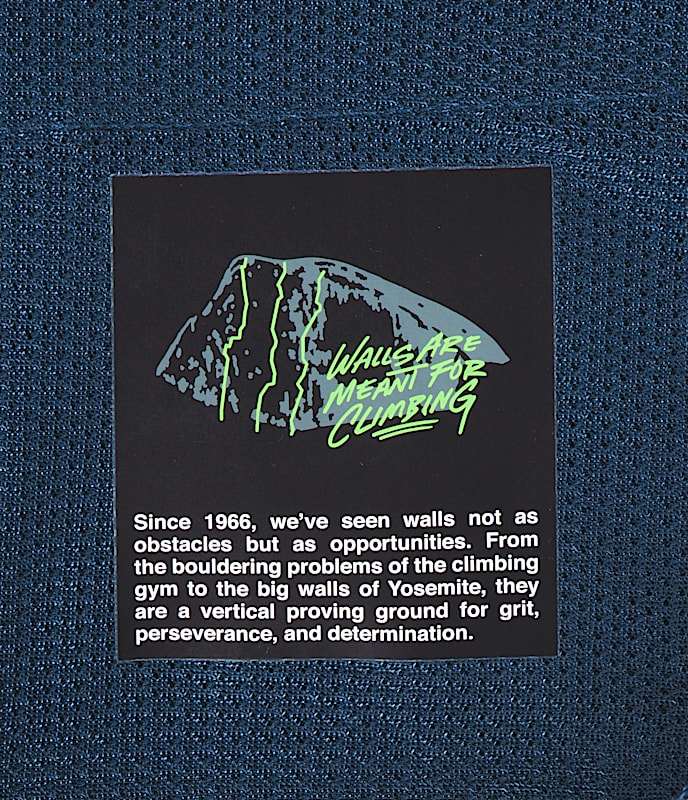 WALLS ARE
MEANT FOR
CLIMBING
Since 1966, we've seen walls not as
obstacles but as opportunities. From
the bouldering problems of the climbing
gym to the big walls of Yosemite, they
are a vertical proving ground for grit,
perseverance, and determination.